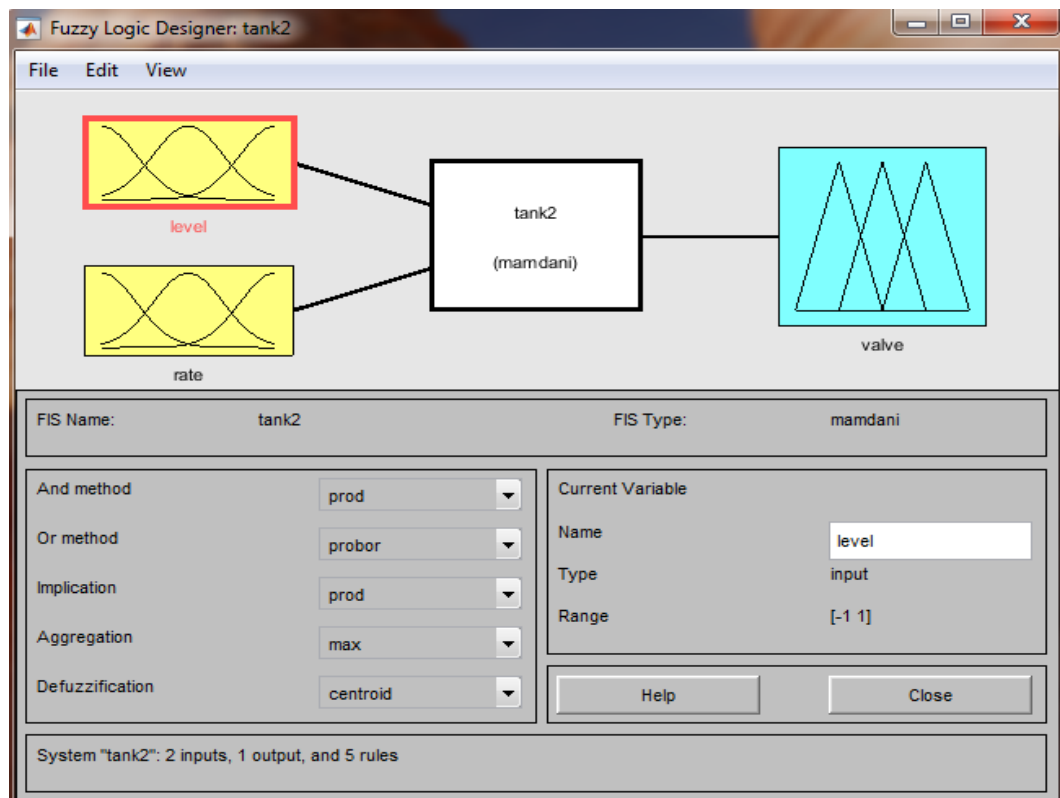 Fuzzy Logic Designer: tank2
File Edit View
level
rate
tank2
(mamdani)
valve
FIS Name: tank2 FIS Type: mamdani
And method prod
Or method probor
Implication prod
Aggregation max
Defuzzification centroid
Current Variable
Name level
Type input
Range [-1 1]
Help Close
System "tank2": 2 inputs, 1 output, and 5 rules